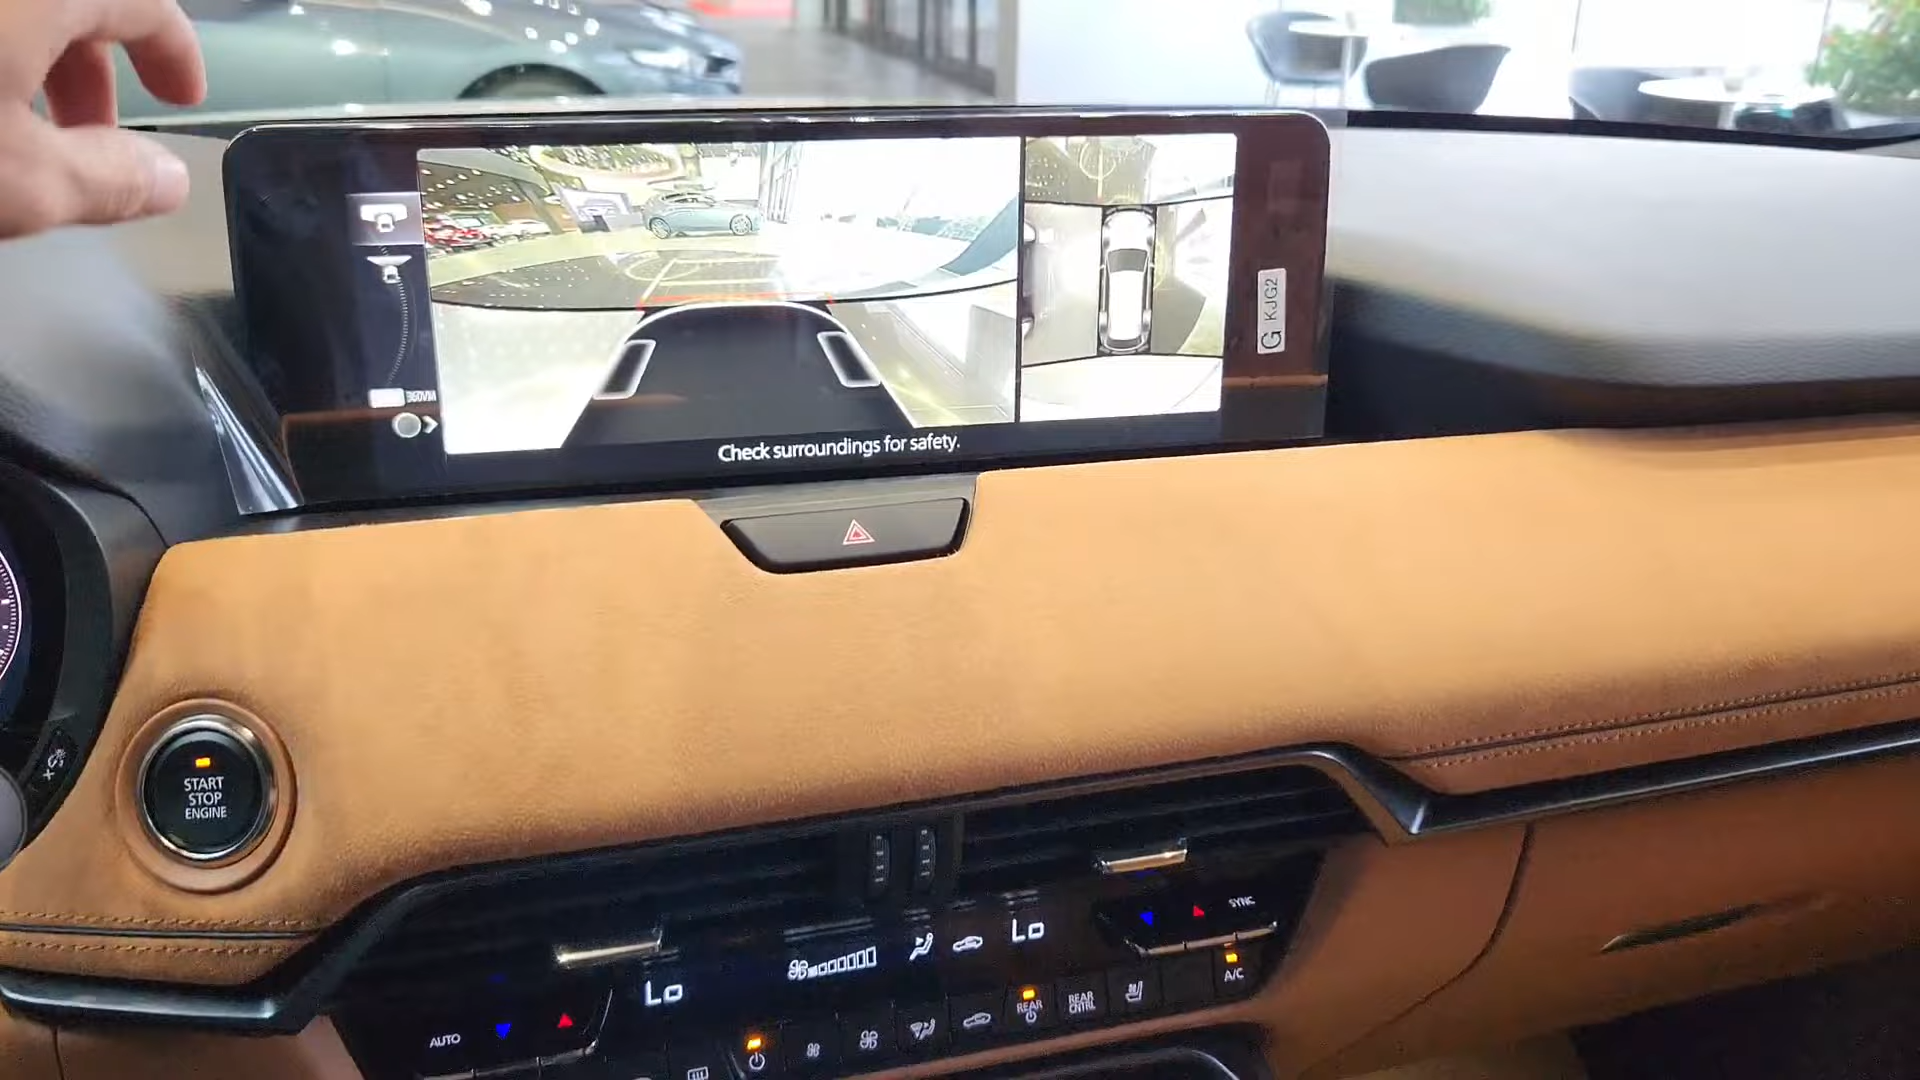 360VM
G KJG2
Check surroundings for safety.
START
STOP
ENGINE
Lo
Lo
SYNC
A/C
AUTO
REAR
REAR
CNTRL